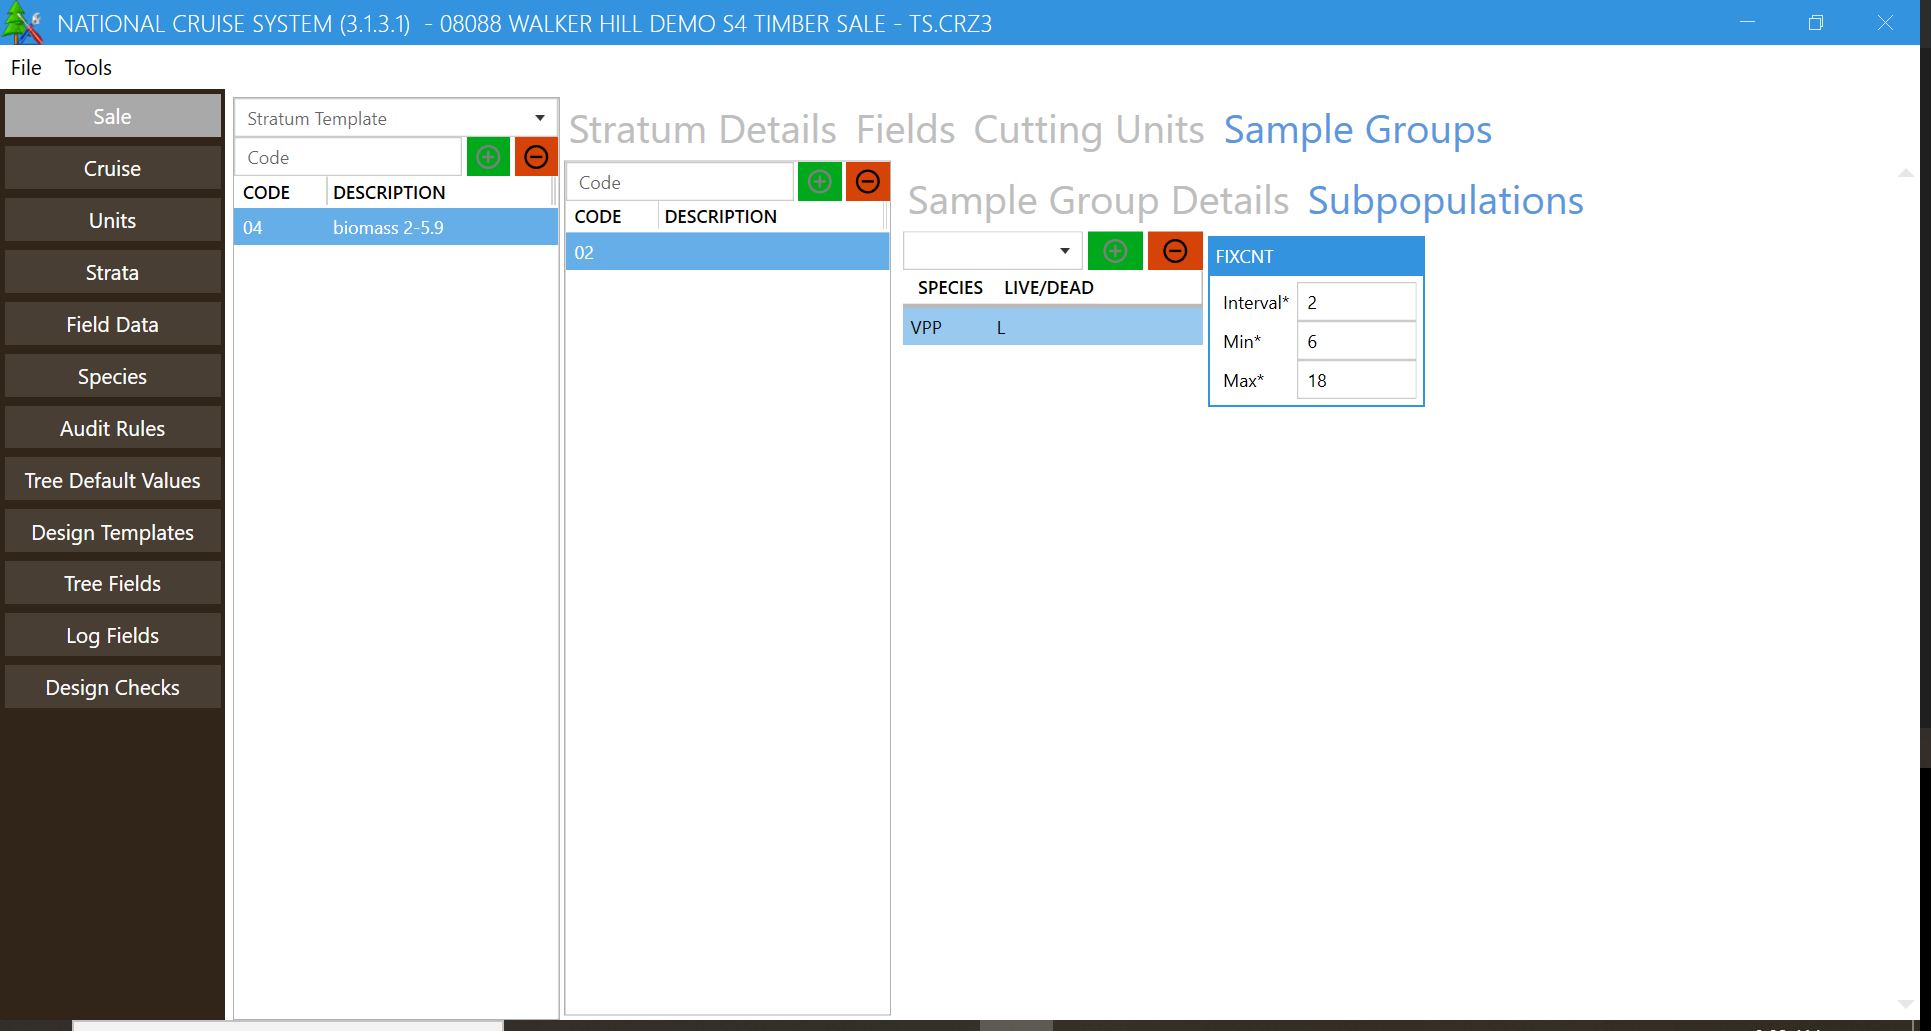 NATIONAL CRUISE SYSTEM (3.1.3.1) - 08088 WALKER HILL DEMO S4 TIMBER SALE - TS.CRZ3
File Tools
Sale
Cruise
Units
Strata
Field Data
Species
Audit Rules
Tree Default Values
Design Templates
Tree Fields
Log Fields
Design Checks
Stratum Template
Code
CODE DESCRIPTION
04 biomass 2-5.9
Stratum Details Fields Cutting Units Sample Groups
Code
CODE DESCRIPTION
02
Sample Group Details Subpopulations
SPECIES LIVE/DEAD
VPP L
FIXCNT
Interval* 2
Min* 6
Max* 18